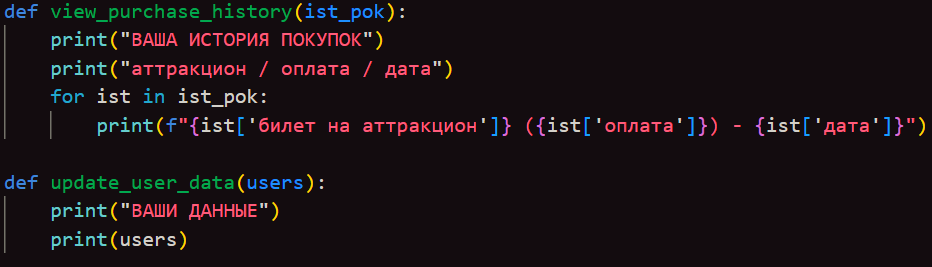 def view_purchase_history(ist_pok):
    print("ВАША ИСТОРИЯ ПОКУПОК")
    print("аттракцион / оплата / дата")
    for ist in ist_pok:
        print(f"{ist['билет на аттракцион']} ({ist['оплата']}) - {ist['дата']}")
def update_user_data(users):
    print("ВАШИ ДАННЫЕ")
    print(users)